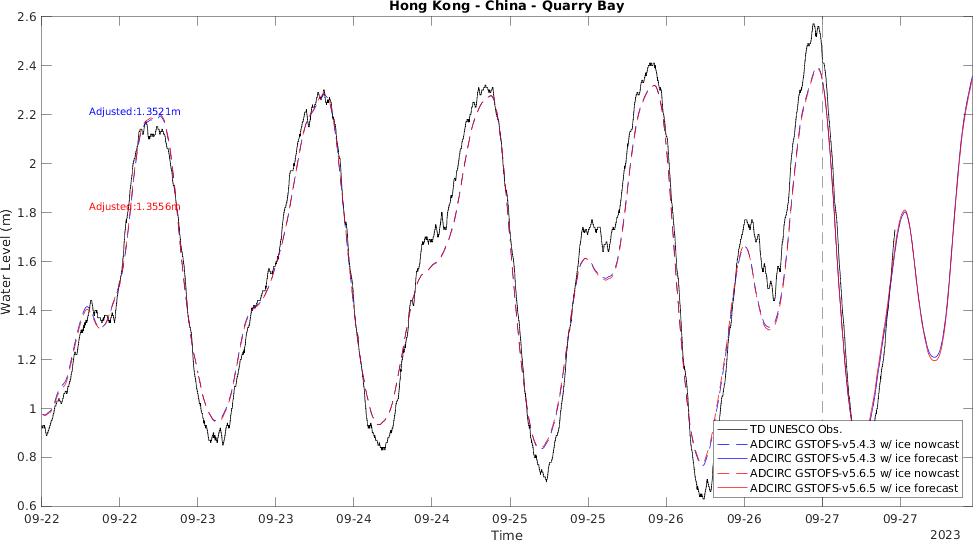 Hong Kong - China - Quarry Bay
2.6
2.4
2.2
2
1.8
1.6
1.4
1.2
1
0.8
0.6
Water Level (m)
Adjusted:1.3521m
Adjusted:1.3556m
TD UNESCO Obs.
ADCIRC GSTOFS-v5.4.3 w/ ice nowcast
ADCIRC GSTOFS-v5.4.3 w/ ice forecast
ADCIRC GSTOFS-v5.6.5 w/ ice nowcast
ADCIRC GSTOFS-v5.6.5 w/ ice forecast
09-22 09-22 09-23 09-23 09-24 09-24 09-25 09-25 09-26 09-26 09-27 09-27
Time
2023